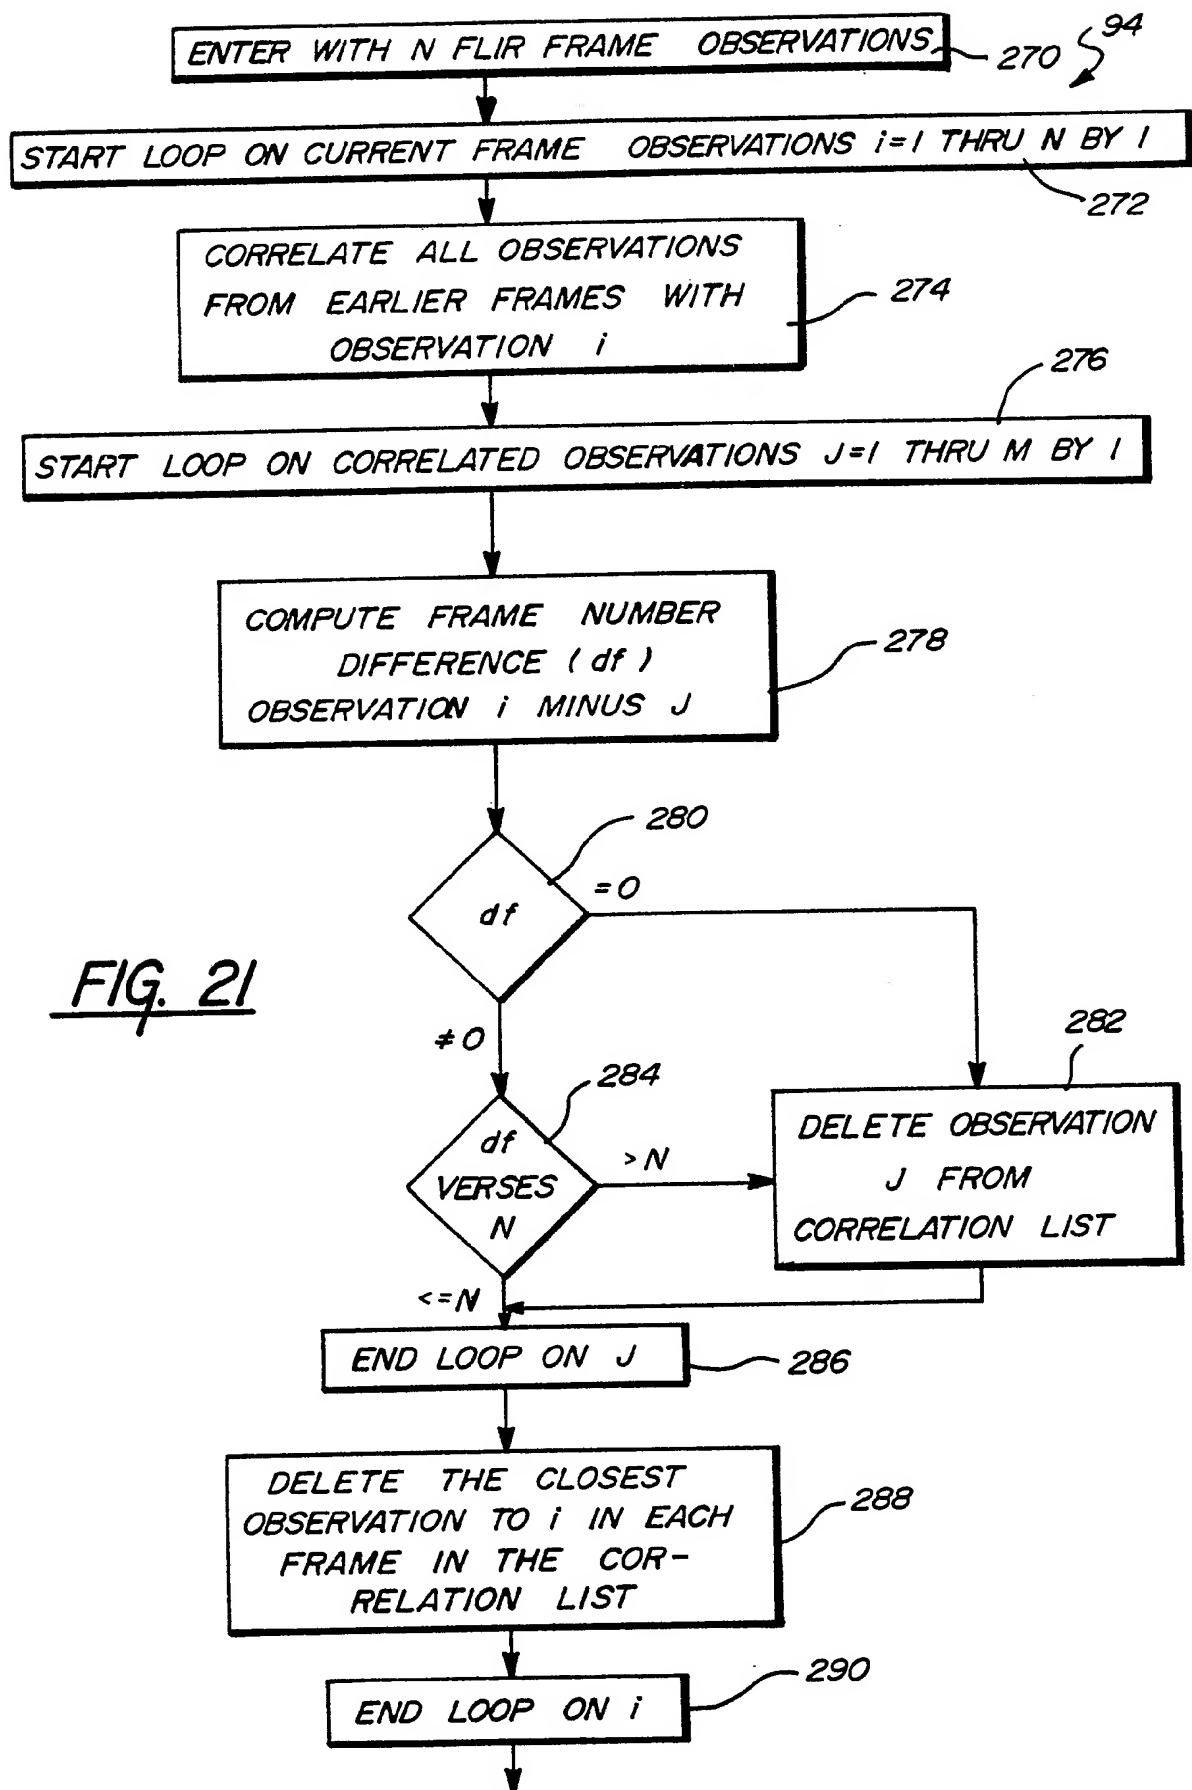 94
ENTER WITH N FLIR FRAME OBSERVATIONS
270
START LOOP ON CURRENT FRAME OBSERVATIONS i=1 THRU N BY 1
272
CORRELATE ALL OBSERVATIONS
FROM EARLIER FRAMES WITH
OBSERVATION i
274
276
START LOOP ON CORRELATED OBSERVATIONS J=1 THRU M BY 1
COMPUTE FRAME NUMBER
DIFFERENCE (df)
OBSERVATION i MINUS J
278
280
df
=0
≠0
FIG. 21
282
284
df
VERSES
N
>N
DELETE OBSERVATION
J FROM
CORRELATION LIST
<=N
END LOOP ON J
286
DELETE THE CLOSEST
OBSERVATION TO i IN EACH
FRAME IN THE COR-
RELATION LIST
288
END LOOP ON i
290